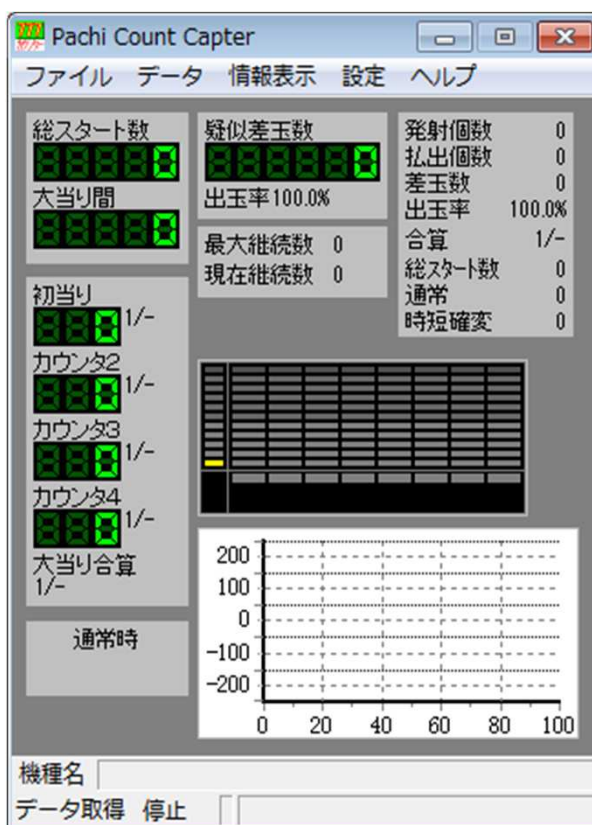 Pachi Count Capter
ファイル データ 情報表示 設定 ヘルプ
総スタート数
0
大当り間
0
疑似差玉数
0
出玉率100.0%
最大継続数 0
現在継続数 0
発射個数 0
払出個数 0
差玉数 0
出玉率 100.0%
合算 1/-
総スタート数 0
通常 0
時短確変 0
初当り
0 1/-
カウンタ2
0 1/-
カウンタ3
0 1/-
カウンタ4
0 1/-
大当り合算
1/-
通常時
200
100
0
-100
-200
0 20 40 60 80 100
機種名
データ取得 停止